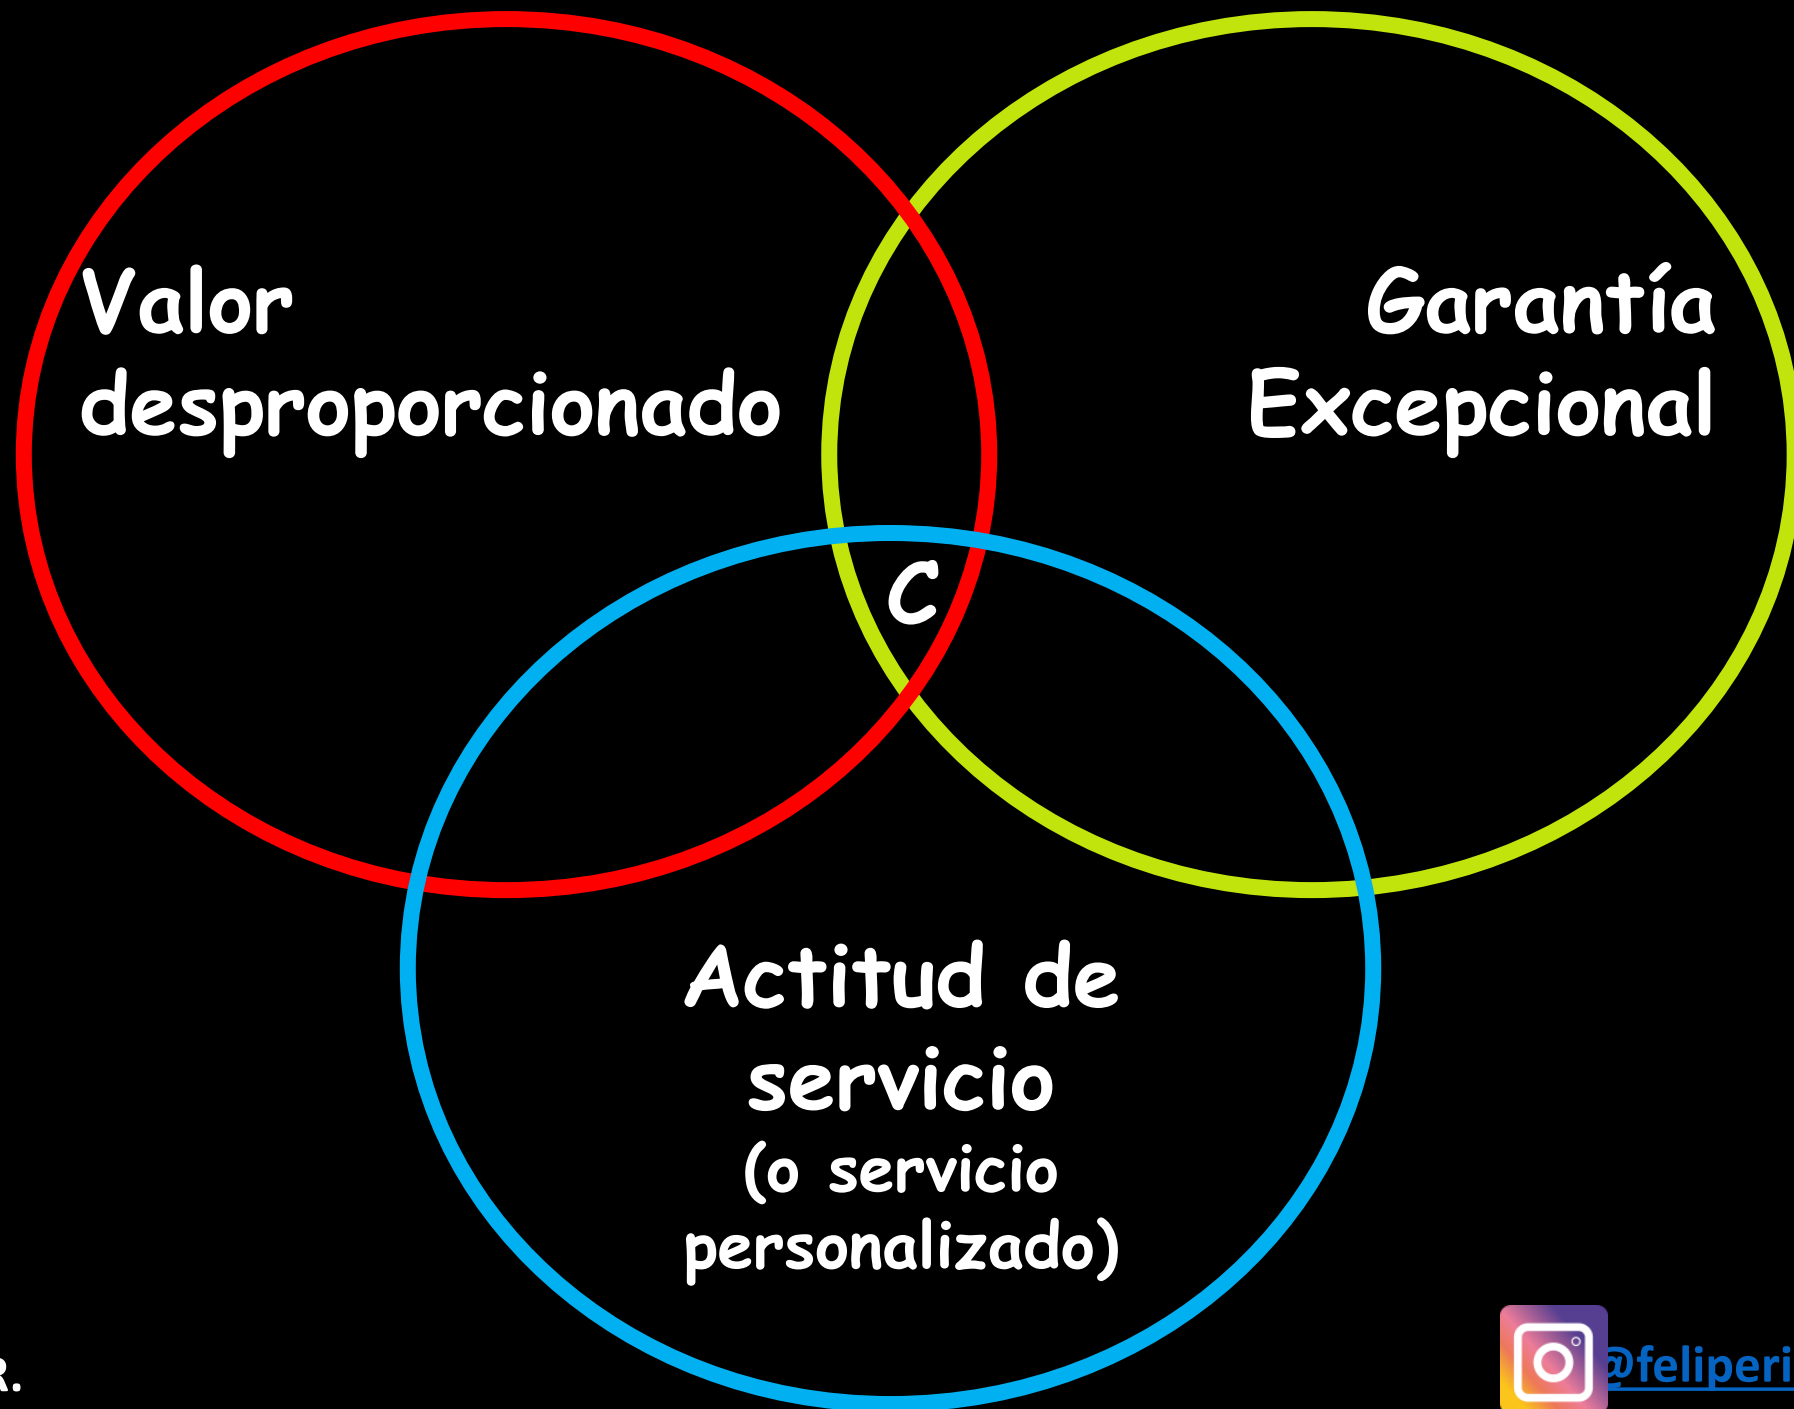 Valor
desproporcionado
Garantía
Excepcional
C
Actitud de
servicio
(o servicio
personalizado)
R.
@feliperi